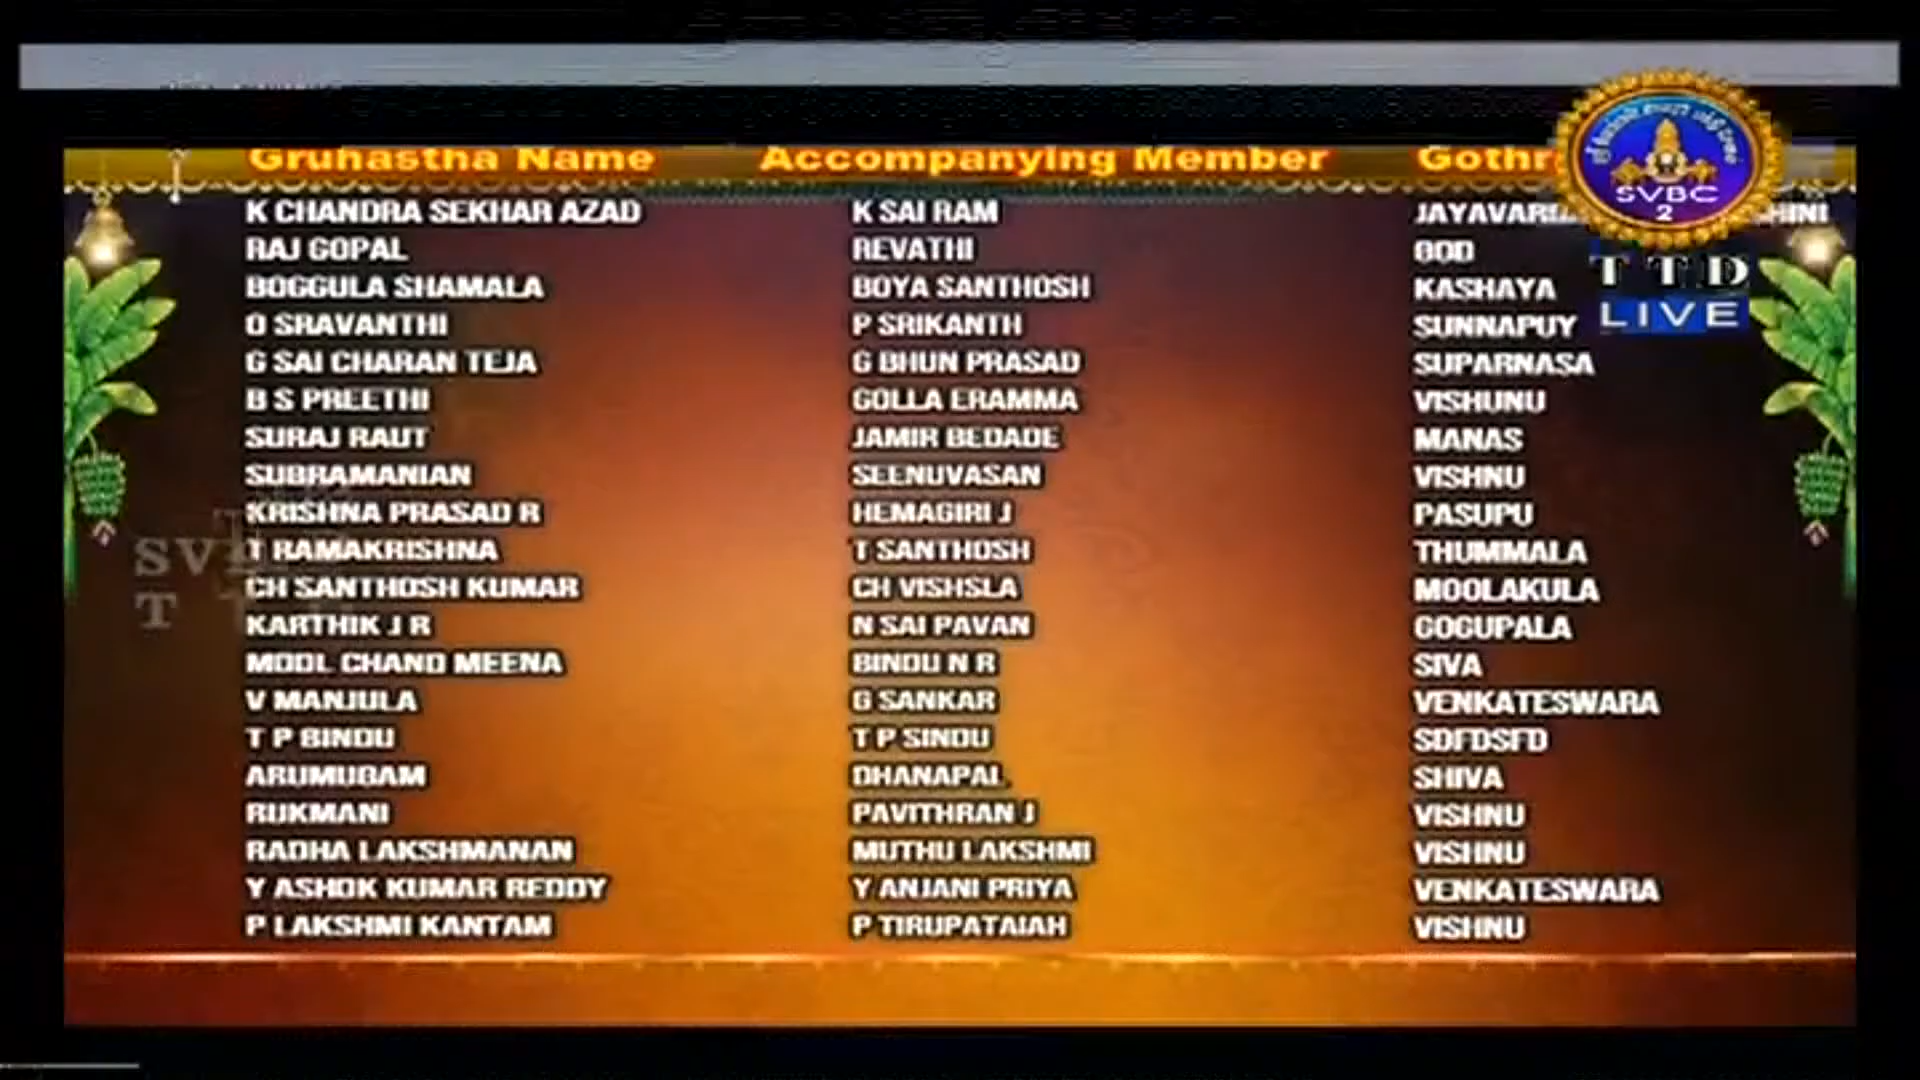 Gruhastha Name Accompanying Member Gothr
K CHANDRA SEKHAR AZAD K SAI RAM
RAJ GOPAL REVATHI GOD
BOGGULA SHAMALA BOYA SANTHOSH KASHAYA
O SRAVANTHI P SRIKANTH SUNNAPUY
G SAI CHARAN TEJA G BHUN PRASAD SUPARNASA
B S PREETHI GOLLA ERAMMA VISHUNU
SURAJ RAUT JAMIR BEDADE MANAS
SUBRAMANIAN SEENUVASAN VISHNU
KRISHNA PRASAD R HEMAGIRI J PASUPU
T RAMAKRISHNA T SANTHOSH THUMMALA
CH SANTHOSH KUMAR CH VISHSLA MOOLAKULA
KARTHIK J R N SAI PAVAN GOGUPALA
MOOL CHAND MEENA BINDU N R SIVA
V MANJULA G SANKAR VENKATESWARA
T P BINDU T P SINDU SDFDSFD
ARUMUGAM DHANAPAL SHIVA
RUKMANI PAVITHRAN J VISHNU
RADHA LAKSHMANAN MUTHU LAKSHMI VISHNU
Y ASHOK KUMAR REDDY Y ANJANI PRIYA VENKATESWARA
P LAKSHMI KANTAM P TIRUPATAIAH VISHNU
SVBC
2
T T D
LIVE